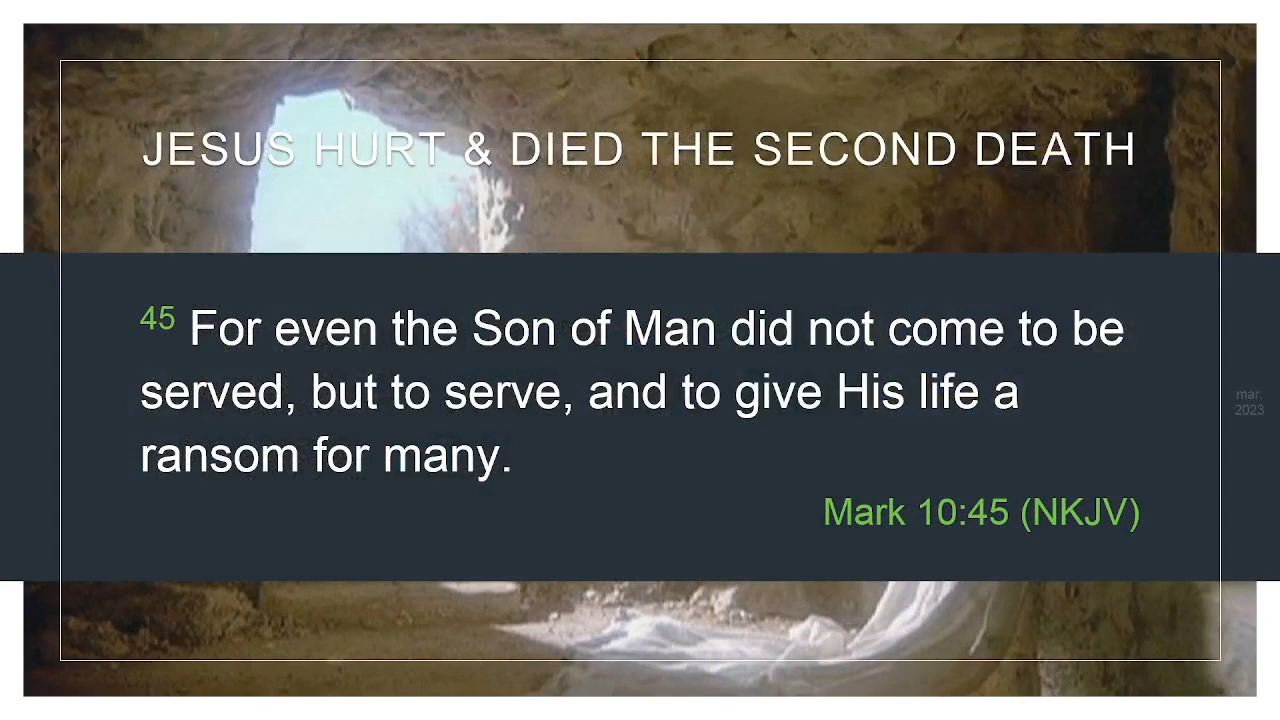 JESUS HURT & DIED THE SECOND DEATH
45 For even the Son of Man did not come to be
served, but to serve, and to give His life a
ransom for many.
Mark 10:45 (NKJV)
mar.
2023